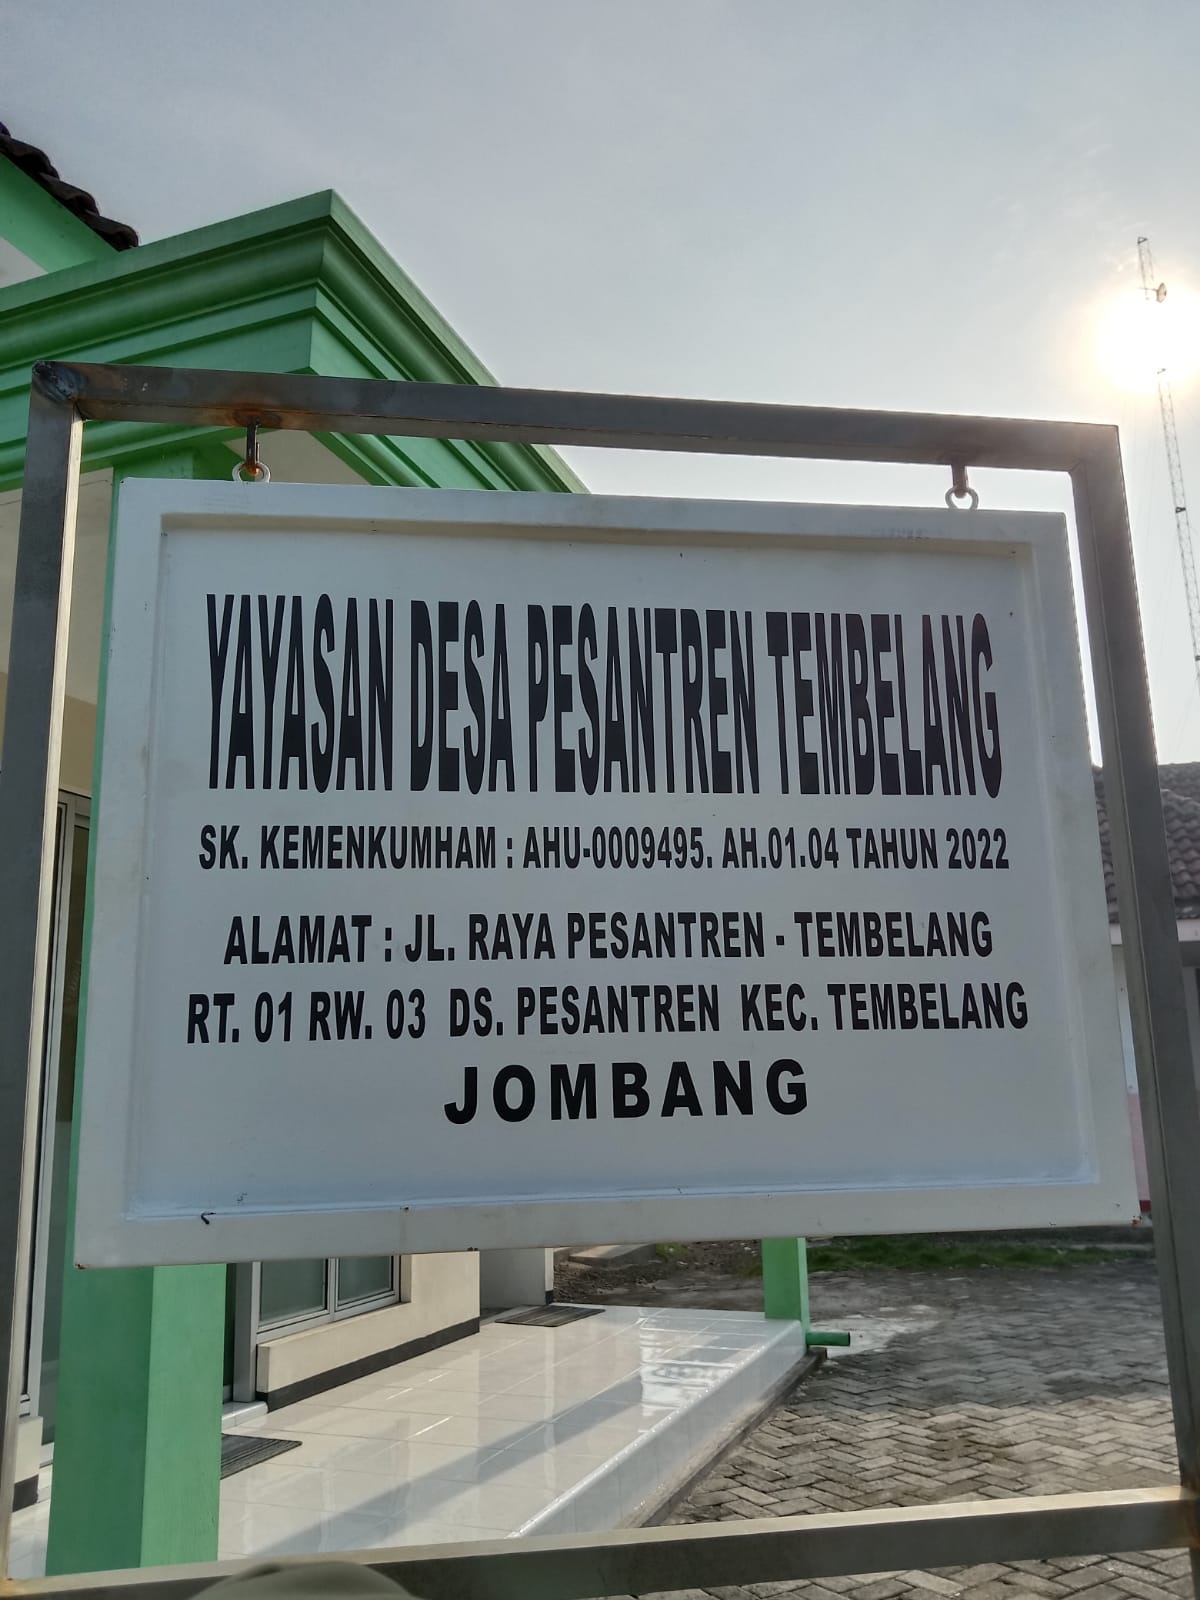 YAYASAN DESA PESANTREN TEMBELANG
SK. KEMENKUMHAM : AHU-0009495. AH.01.04 TAHUN 2022
ALAMAT : JL. RAYA PESANTREN - TEMBELANG
RT. 01 RW. 03 DS. PESANTREN KEC. TEMBELANG
JOMBANG